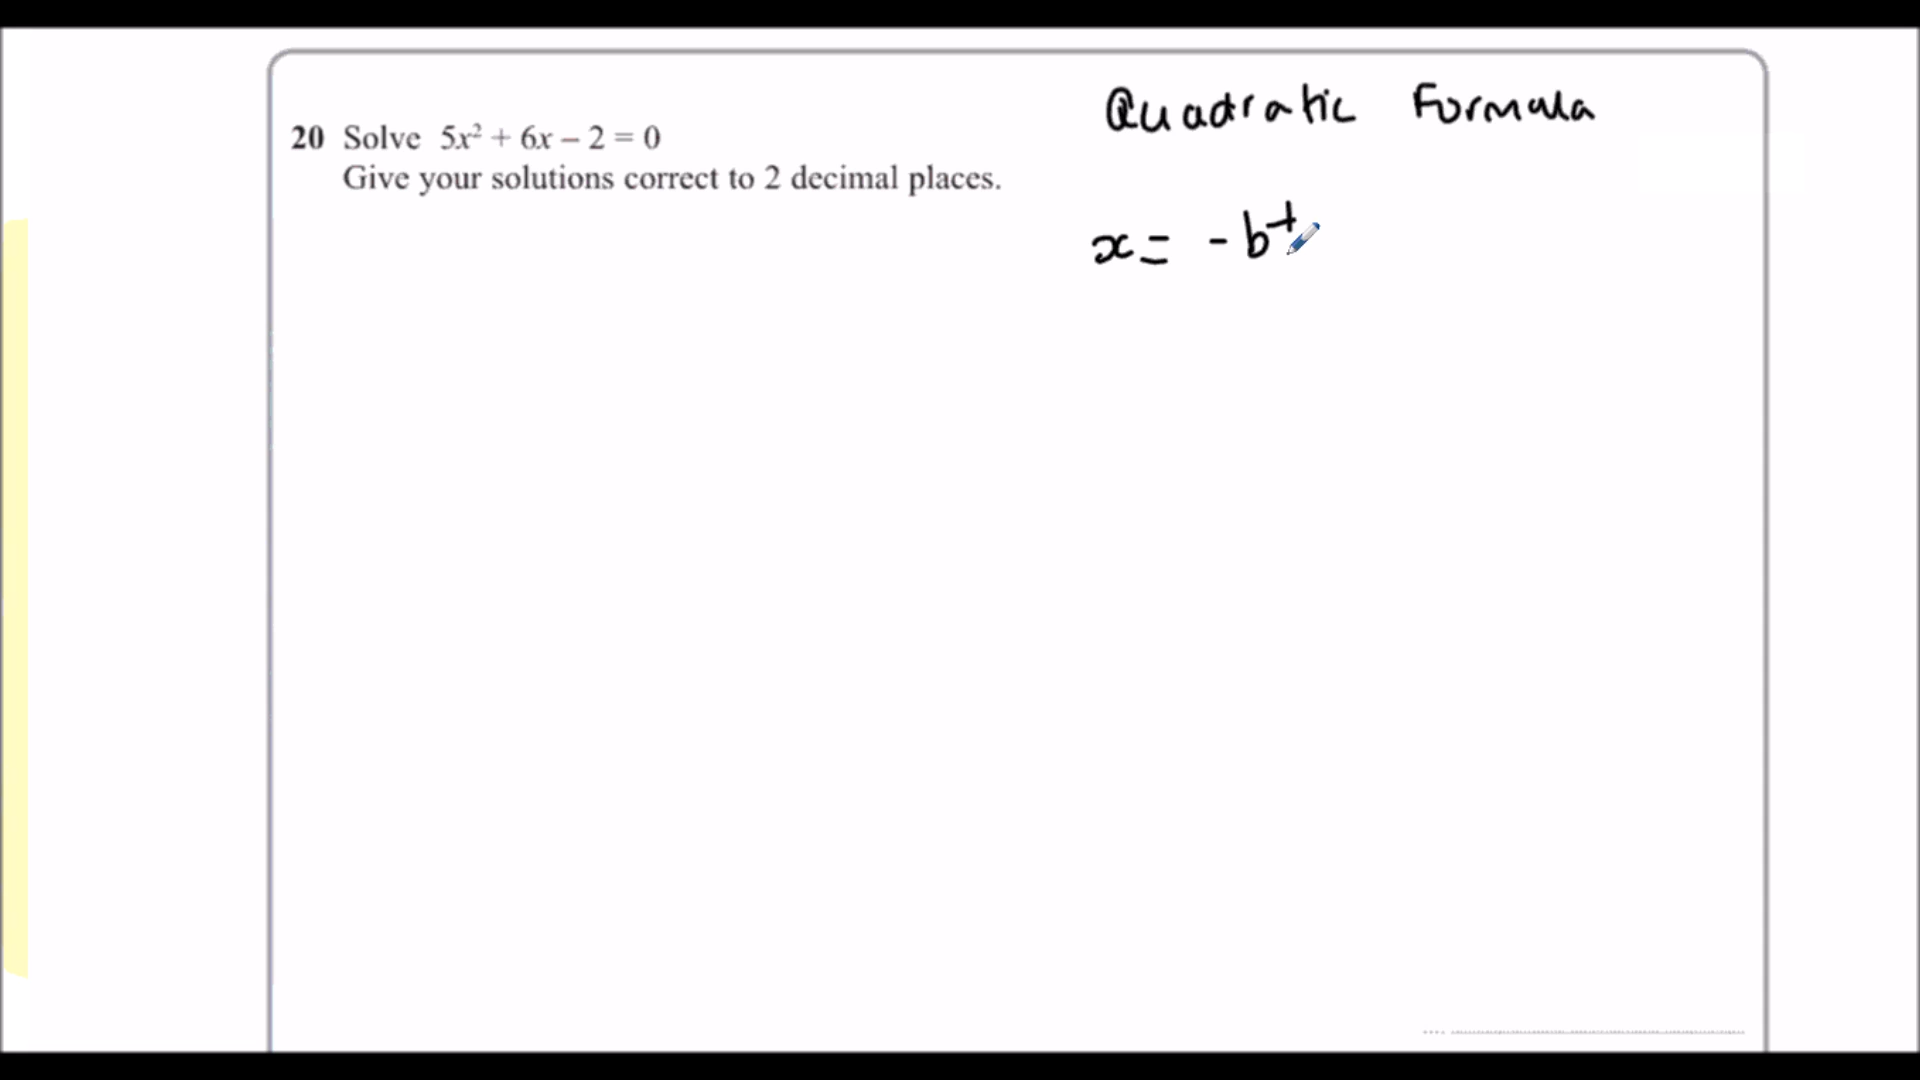 Quadratic Formula
20 Solve 5x² + 6x – 2 = 0
Give your solutions correct to 2 decimal places.
x = - b +